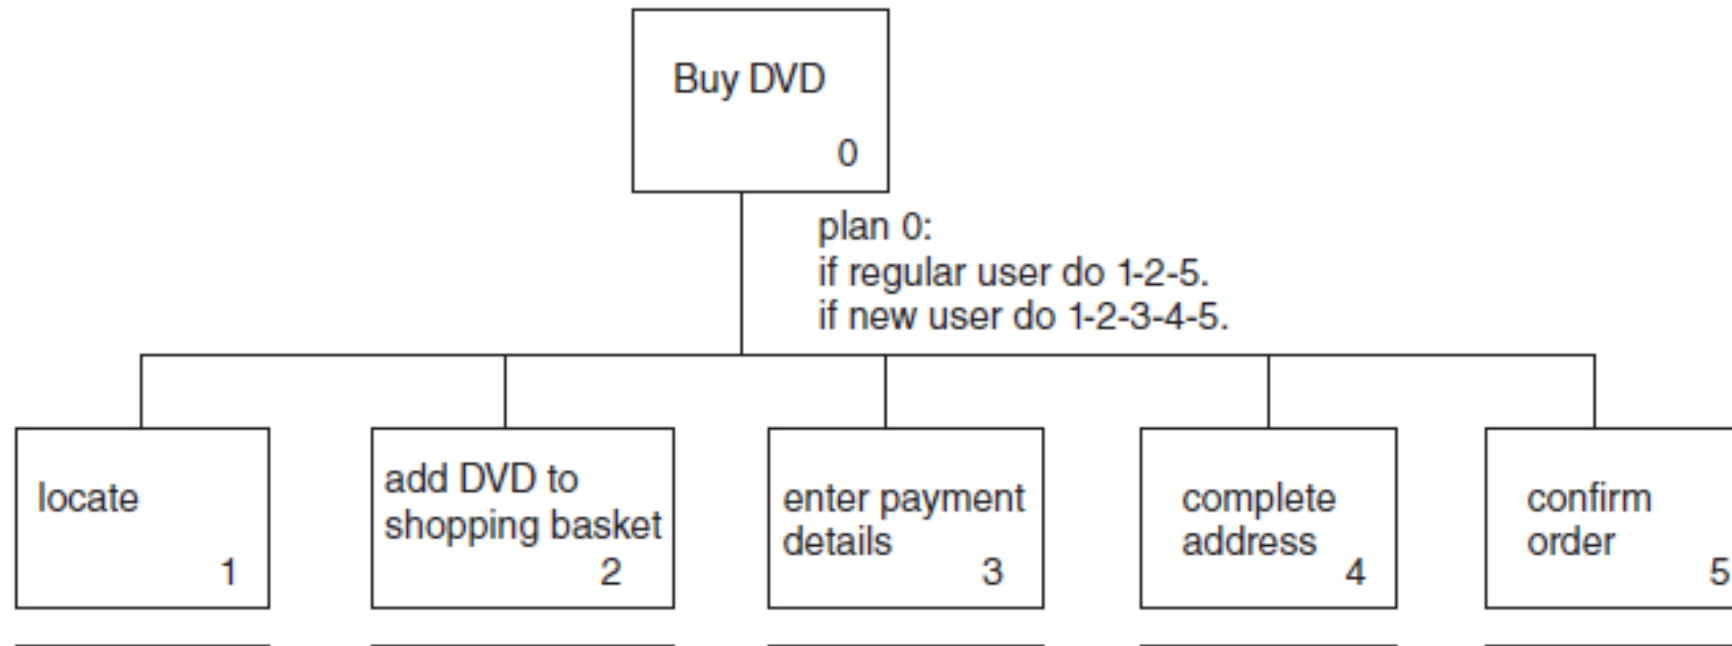 Buy DVD
0
plan 0:
if regular user do 1-2-5.
if new user do 1-2-3-4-5.
locate
1
add DVD to
shopping basket
2
enter payment
details
3
complete
address
4
confirm
order
5